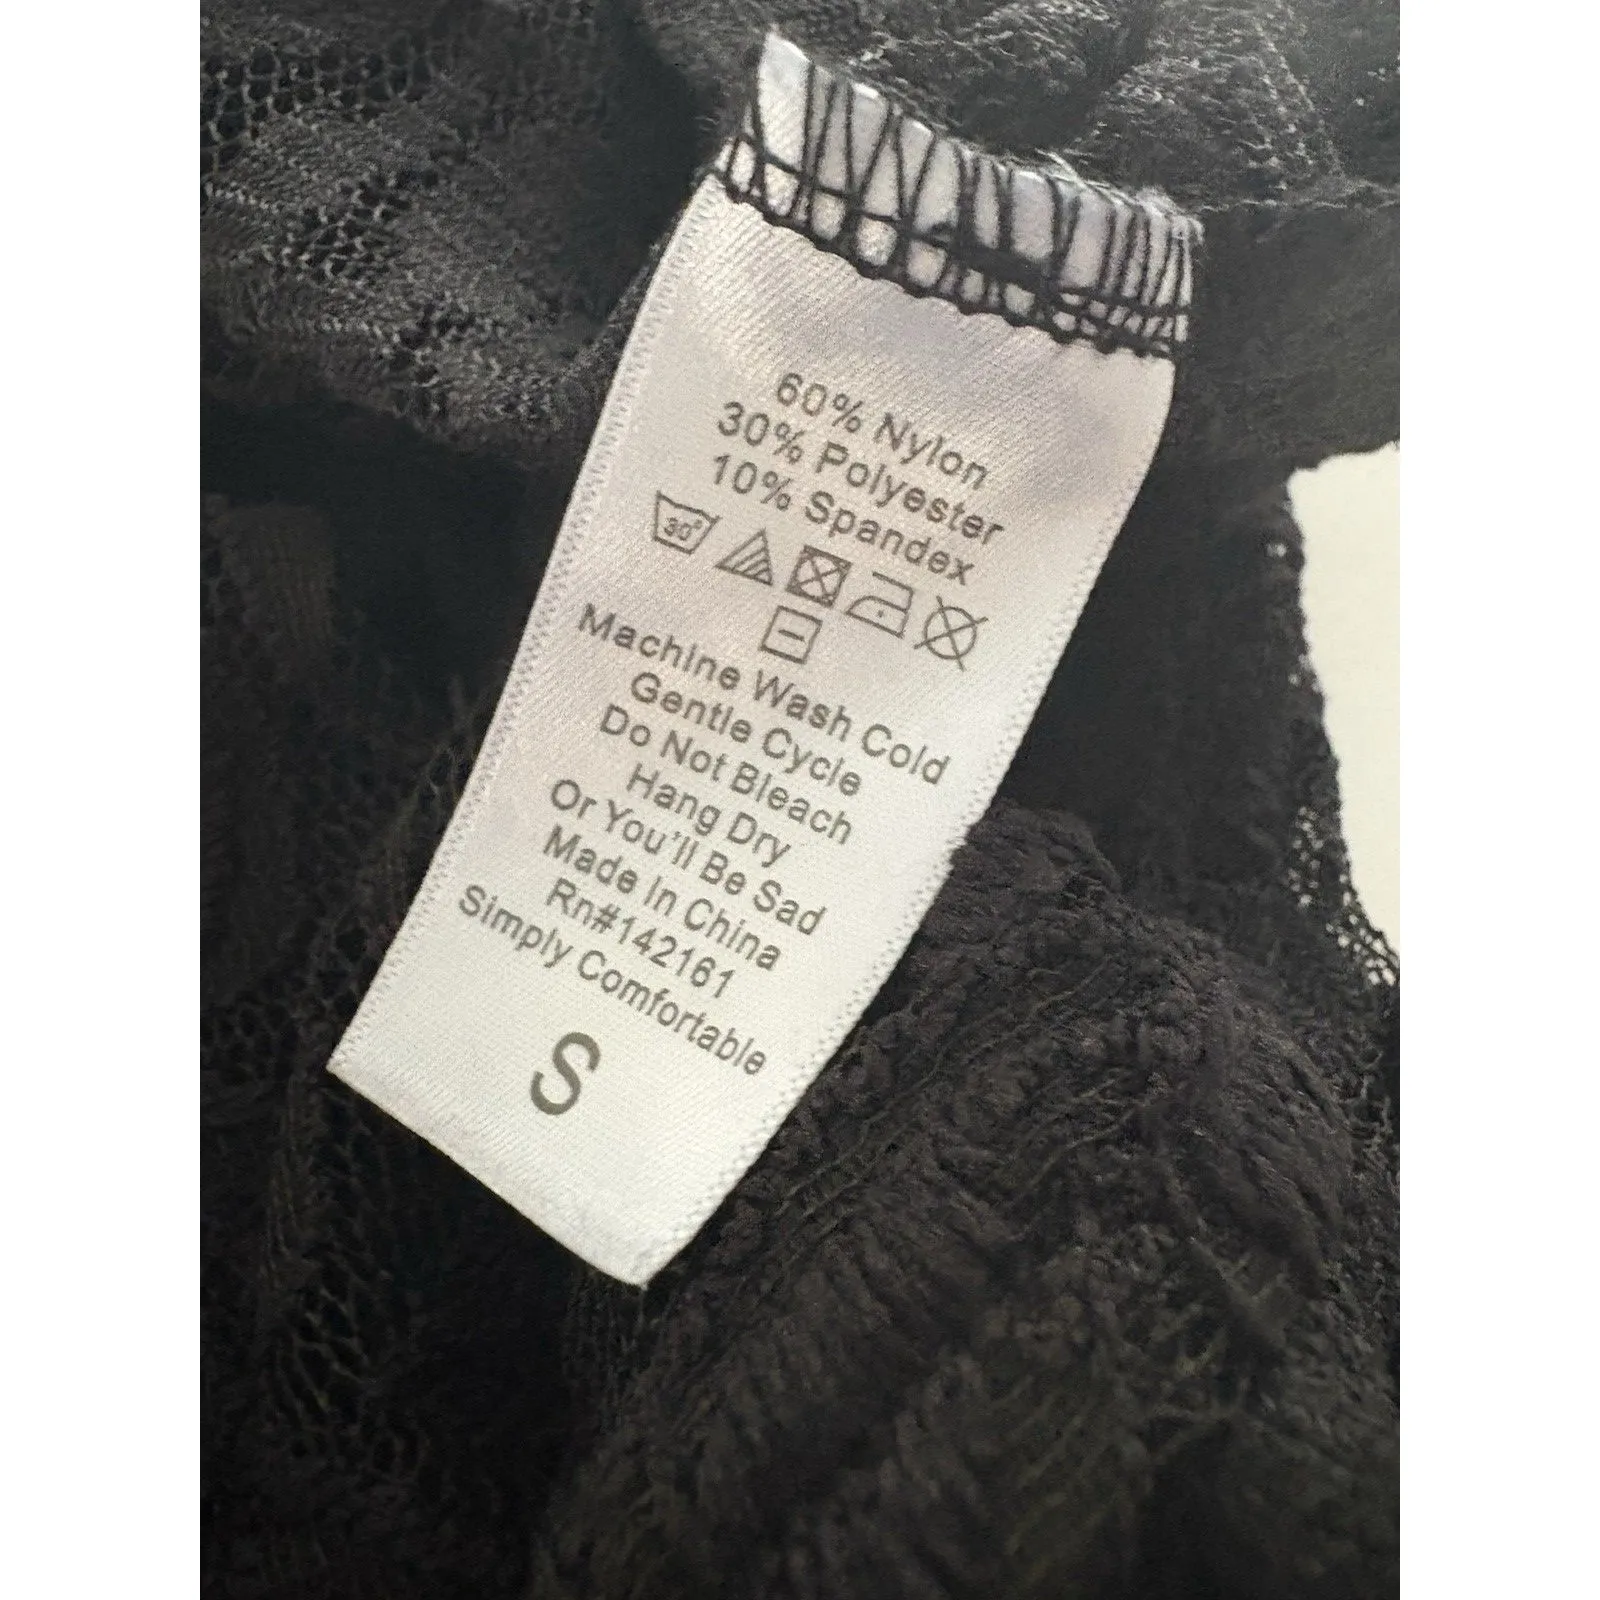 60% Nylon
30% Polyester
10% Spandex
30°
Machine Wash Cold
Gentle Cycle
Do Not Bleach
Hang Dry
Or You'll Be Sad
Made In China
Rn#142161
Simply Comfortable
S